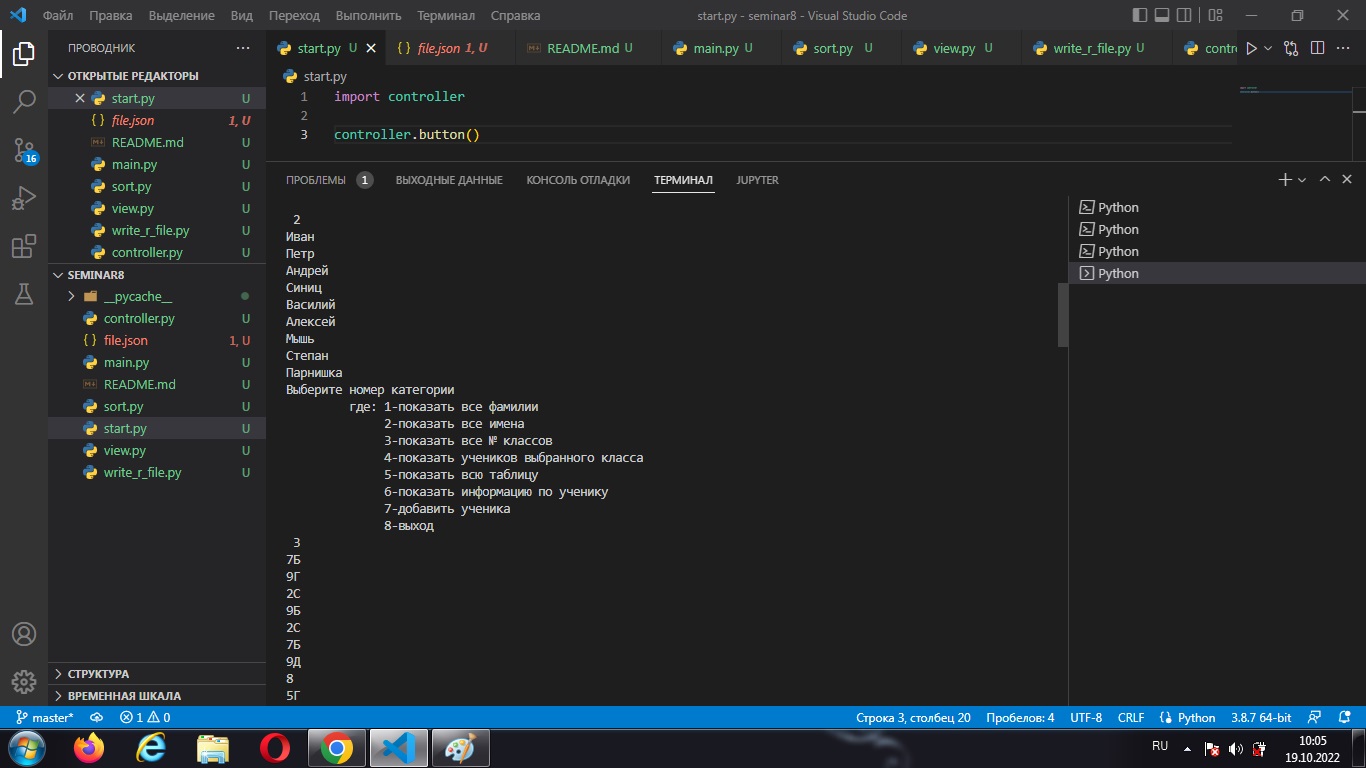 Файл Правка Выделение Вид Переход Выполнить Терминал Справка start.py - seminar8 - Visual Studio Code
ПРОВОДНИК
ОТКРЫТЫЕ РЕДАКТОРЫ
start.py U
file.json 1, U
README.md U
main.py U
sort.py U
view.py U
write_r_file.py U
controller.py U
SEMINAR8
__pycache__
controller.py U
file.json 1, U
main.py U
README.md U
sort.py U
start.py U
view.py U
write_r_file.py U
СТРУКТУРА
ВРЕМЕННАЯ ШКАЛА
16
start.py U file.json 1, U README.md U main.py U sort.py U view.py U write_r_file.py U contro
start.py
1 import controller
2
3 controller.button()
ПРОБЛЕМЫ 1 ВЫХОДНЫЕ ДАННЫЕ КОНСОЛЬ ОТЛАДКИ ТЕРМИНАЛ JUPYTER
2
Иван
Петр
Андрей
Синиц
Василий
Алексей
Мышь
Степан
Парнишка
Выберите номер категории
где: 1-показать все фамилии
2-показать все имена
3-показать все № классов
4-показать учеников выбранного класса
5-показать всю таблицу
6-показать информацию по ученику
7-добавить ученика
8-выход
3
7Б
9Г
2С
9Б
2С
7Б
9Д
8
5Г
Python
Python
Python
Python
master* 1 0 Строка 3, столбец 20 Пробелов: 4 UTF-8 CRLF Python 3.8.7 64-bit
RU 10:05
19.10.2022